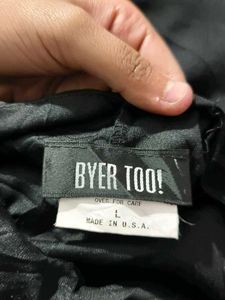 BYER TOO!
OVER FOR CARE
L
MADE IN U.S.A.